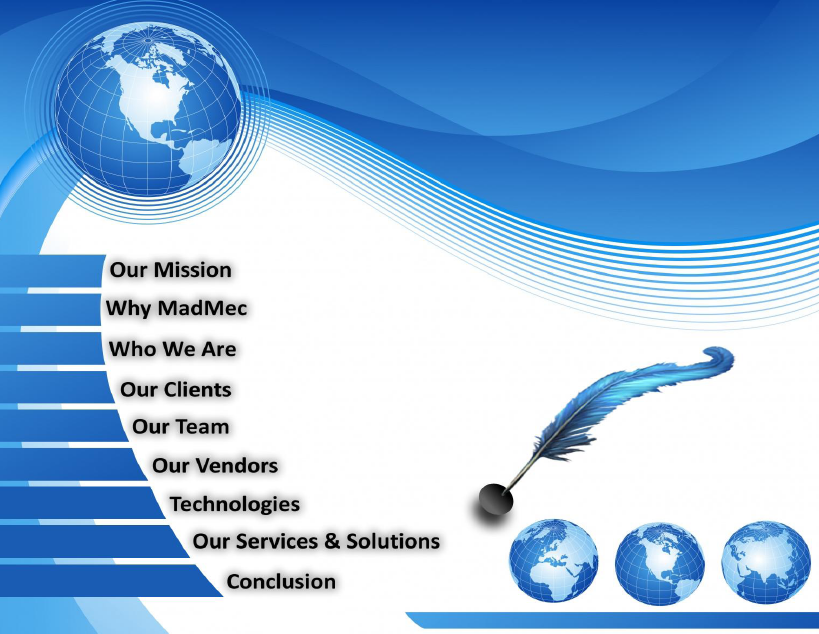 Our Mission
Why MadMec
Who We Are
Our Clients
Our Team
Our Vendors
Technologies
Our Services & Solutions
Conclusion